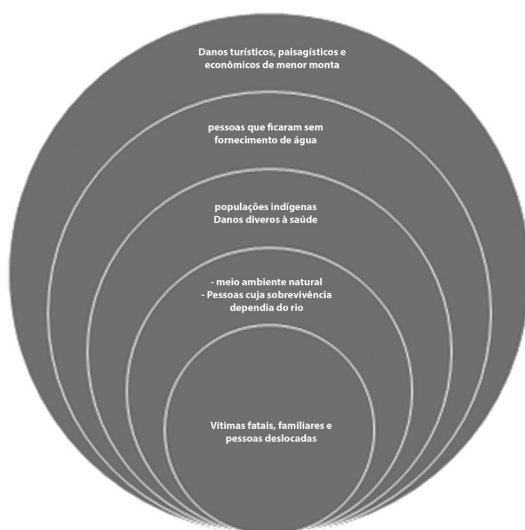 Danos turísticos, paisagísticos e
econômicos de menor monta
pessoas que ficaram sem
fornecimento de água
populações indígenas
Danos diveros à saúde
- meio ambiente natural
- Pessoas cuja sobrevivência
dependia do rio
Vítimas fatais, familiares e
pessoas deslocadas